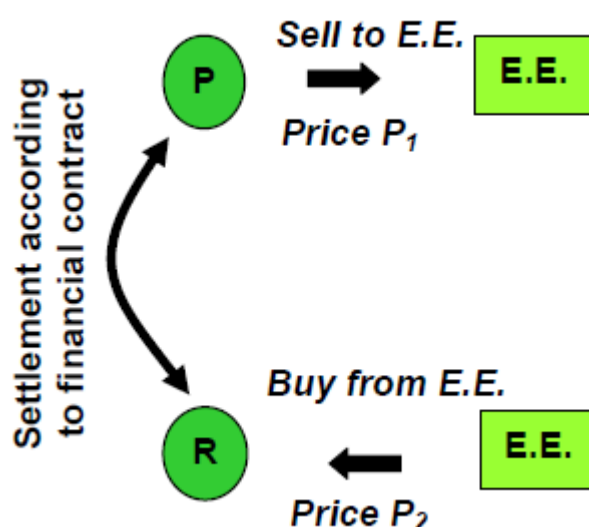 Sell to E.E.
P
E.E.
Price P₁
Settlement according
to financial contract
Buy from E.E.
R
E.E.
Price P₂